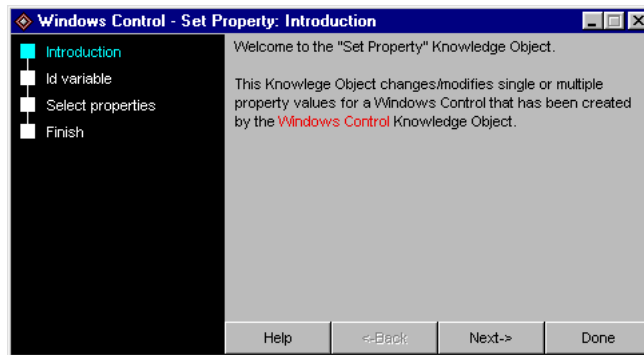 Windows Control - Set Property: Introduction
Introduction
Id variable
Select properties
Finish
Welcome to the "Set Property" Knowledge Object.
This Knowlege Object changes/modifies single or multiple
property values for a Windows Control that has been created
by the Windows Control Knowledge Object.
Help
<-Back
Next->
Done